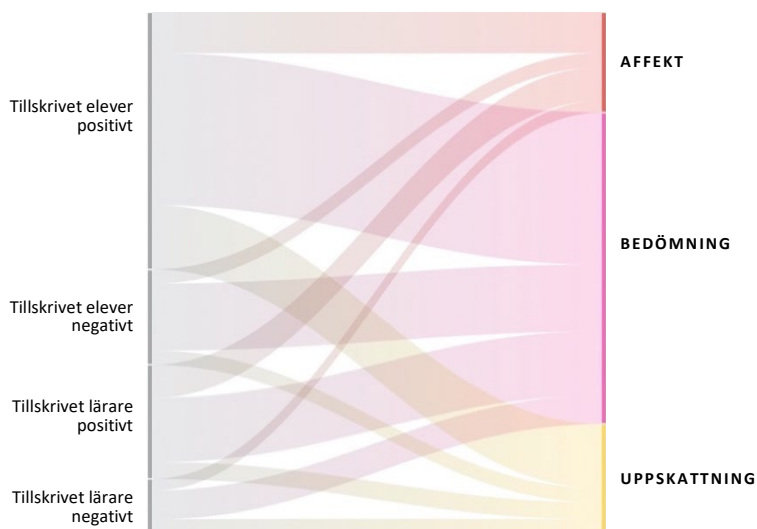 Tillskrivet elever
positivt
Tillskrivet elever
negativt
Tillskrivet lärare
positivt
Tillskrivet lärare
negativt
AFFEKT
BEDÖMNING
UPPSKATTNING